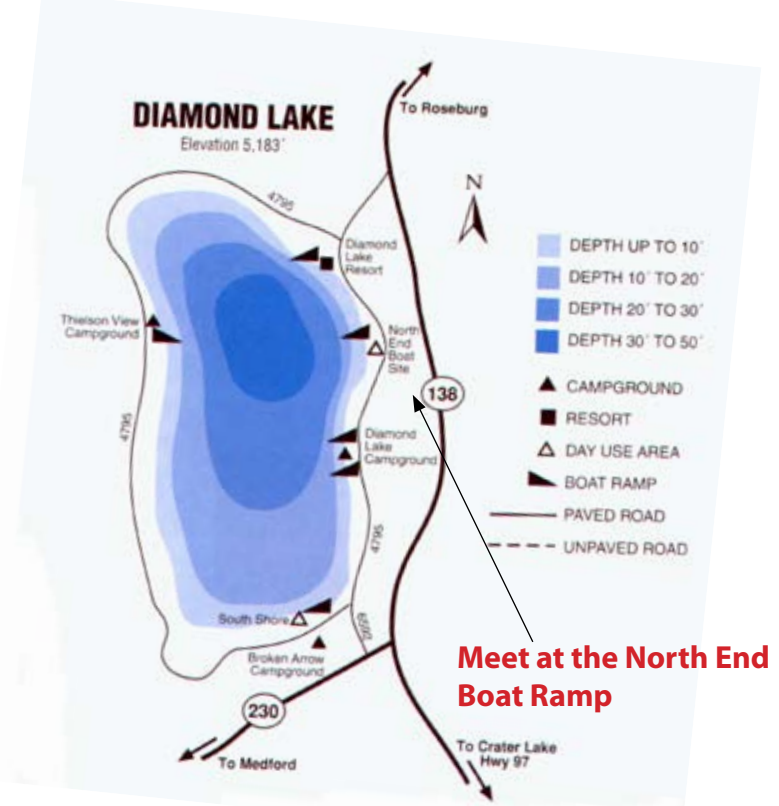 To Roseburg
DIAMOND LAKE
Elevation 5,183'
N
4795
Diamond
Lake
Resort
DEPTH UP TO 10'
DEPTH 10' TO 20'
DEPTH 20' TO 30'
DEPTH 30' TO 50'
Thielson View
Campground
North
End
Boat
Site
138
CAMPGROUND
RESORT
DAY USE AREA
BOAT RAMP
PAVED ROAD
UNPAVED ROAD
4795
Diamond
Lake
Campground
4795
South Shore
Broken Arrow
Campground
Meet at the North End
Boat Ramp
230
To Medford
To Crater Lake
Hwy 97